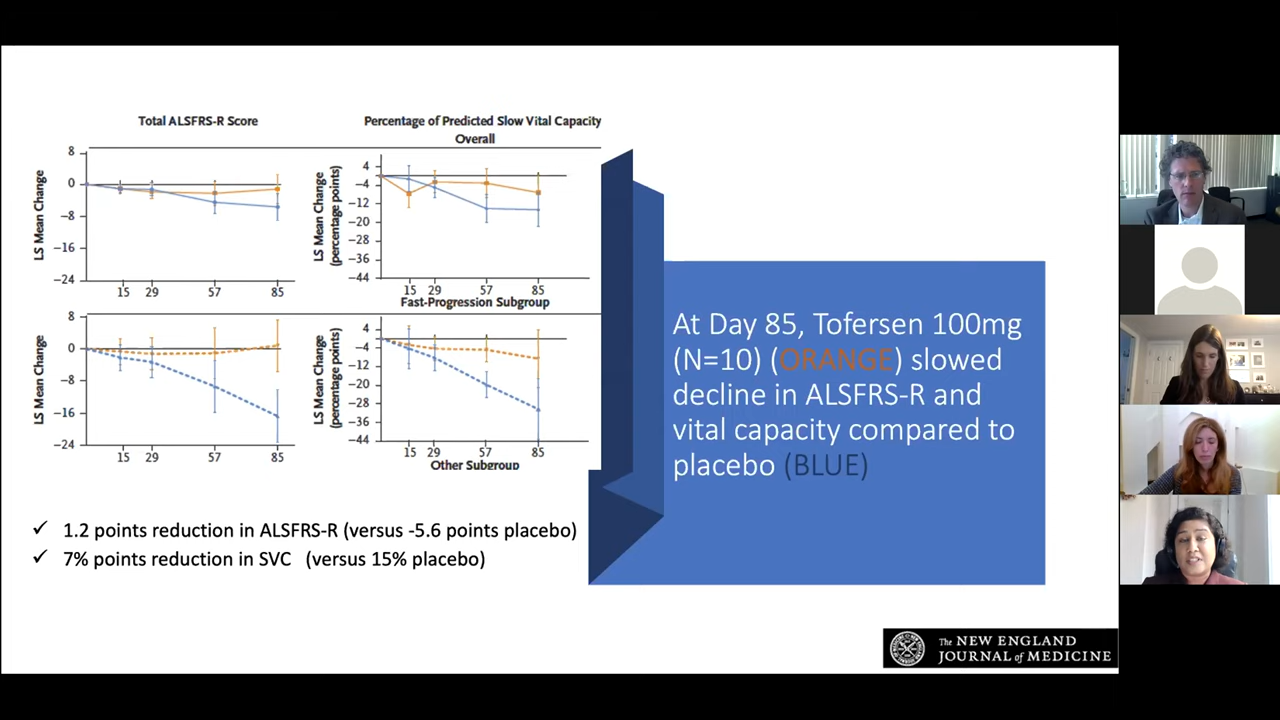 Total ALSFRS-R Score
Percentage of Predicted Slow Vital Capacity
Overall
LS Mean Change
8
0
−8
−16
−24
15 29 57 85
LS Mean Change
(percentage points)
4
−4
−12
−20
−28
−36
−44
15 29 57 85
Fast-Progression Subgroup
LS Mean Change
8
0
−8
−16
−24
15 29 57 85
LS Mean Change
(percentage points)
4
−4
−12
−20
−28
−36
−44
15 29 57 85
Other Subgroup
✓ 1.2 points reduction in ALSFRS-R (versus -5.6 points placebo)
✓ 7% points reduction in SVC (versus 15% placebo)
At Day 85, Tofersen 100mg
(N=10) (ORANGE) slowed
decline in ALSFRS-R and
vital capacity compared to
placebo (BLUE)
The NEW ENGLAND
JOURNAL of MEDICINE